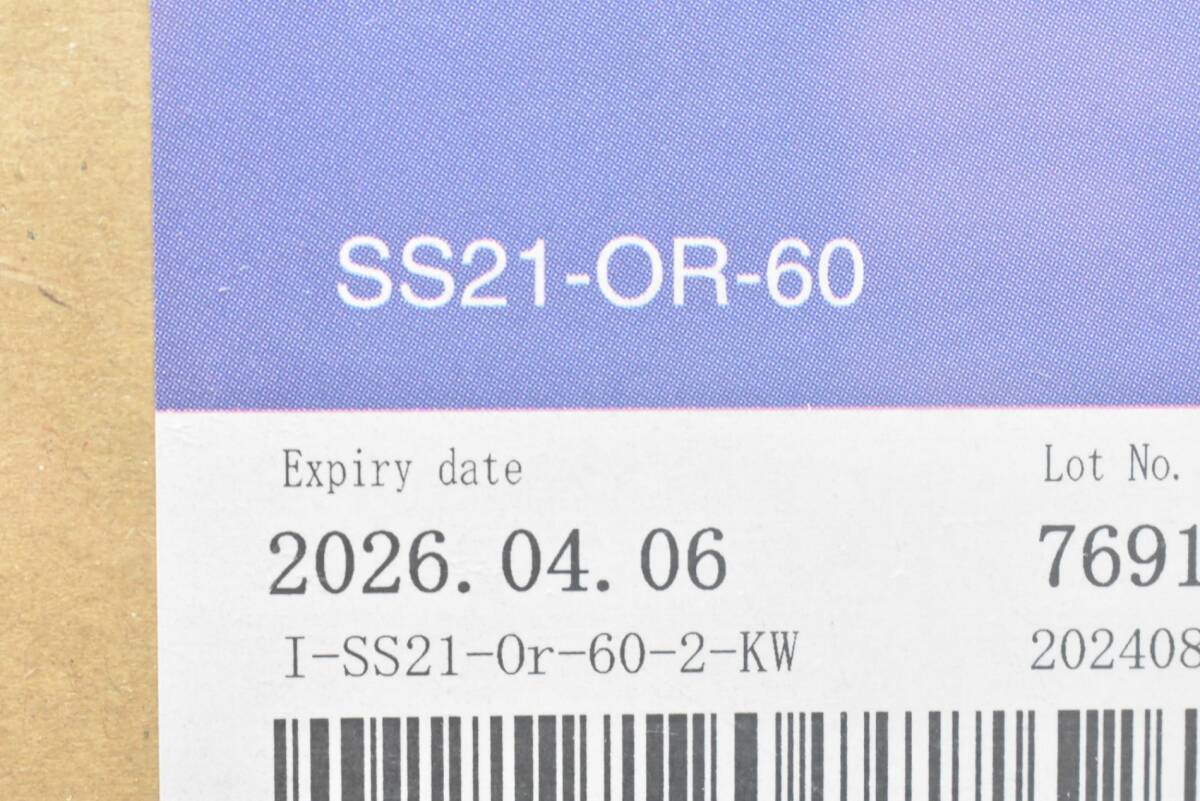 SS21-OR-60
Expiry date
Lot No.
2026.04.06
7691
I-SS21-Or-60-2-KW
202408